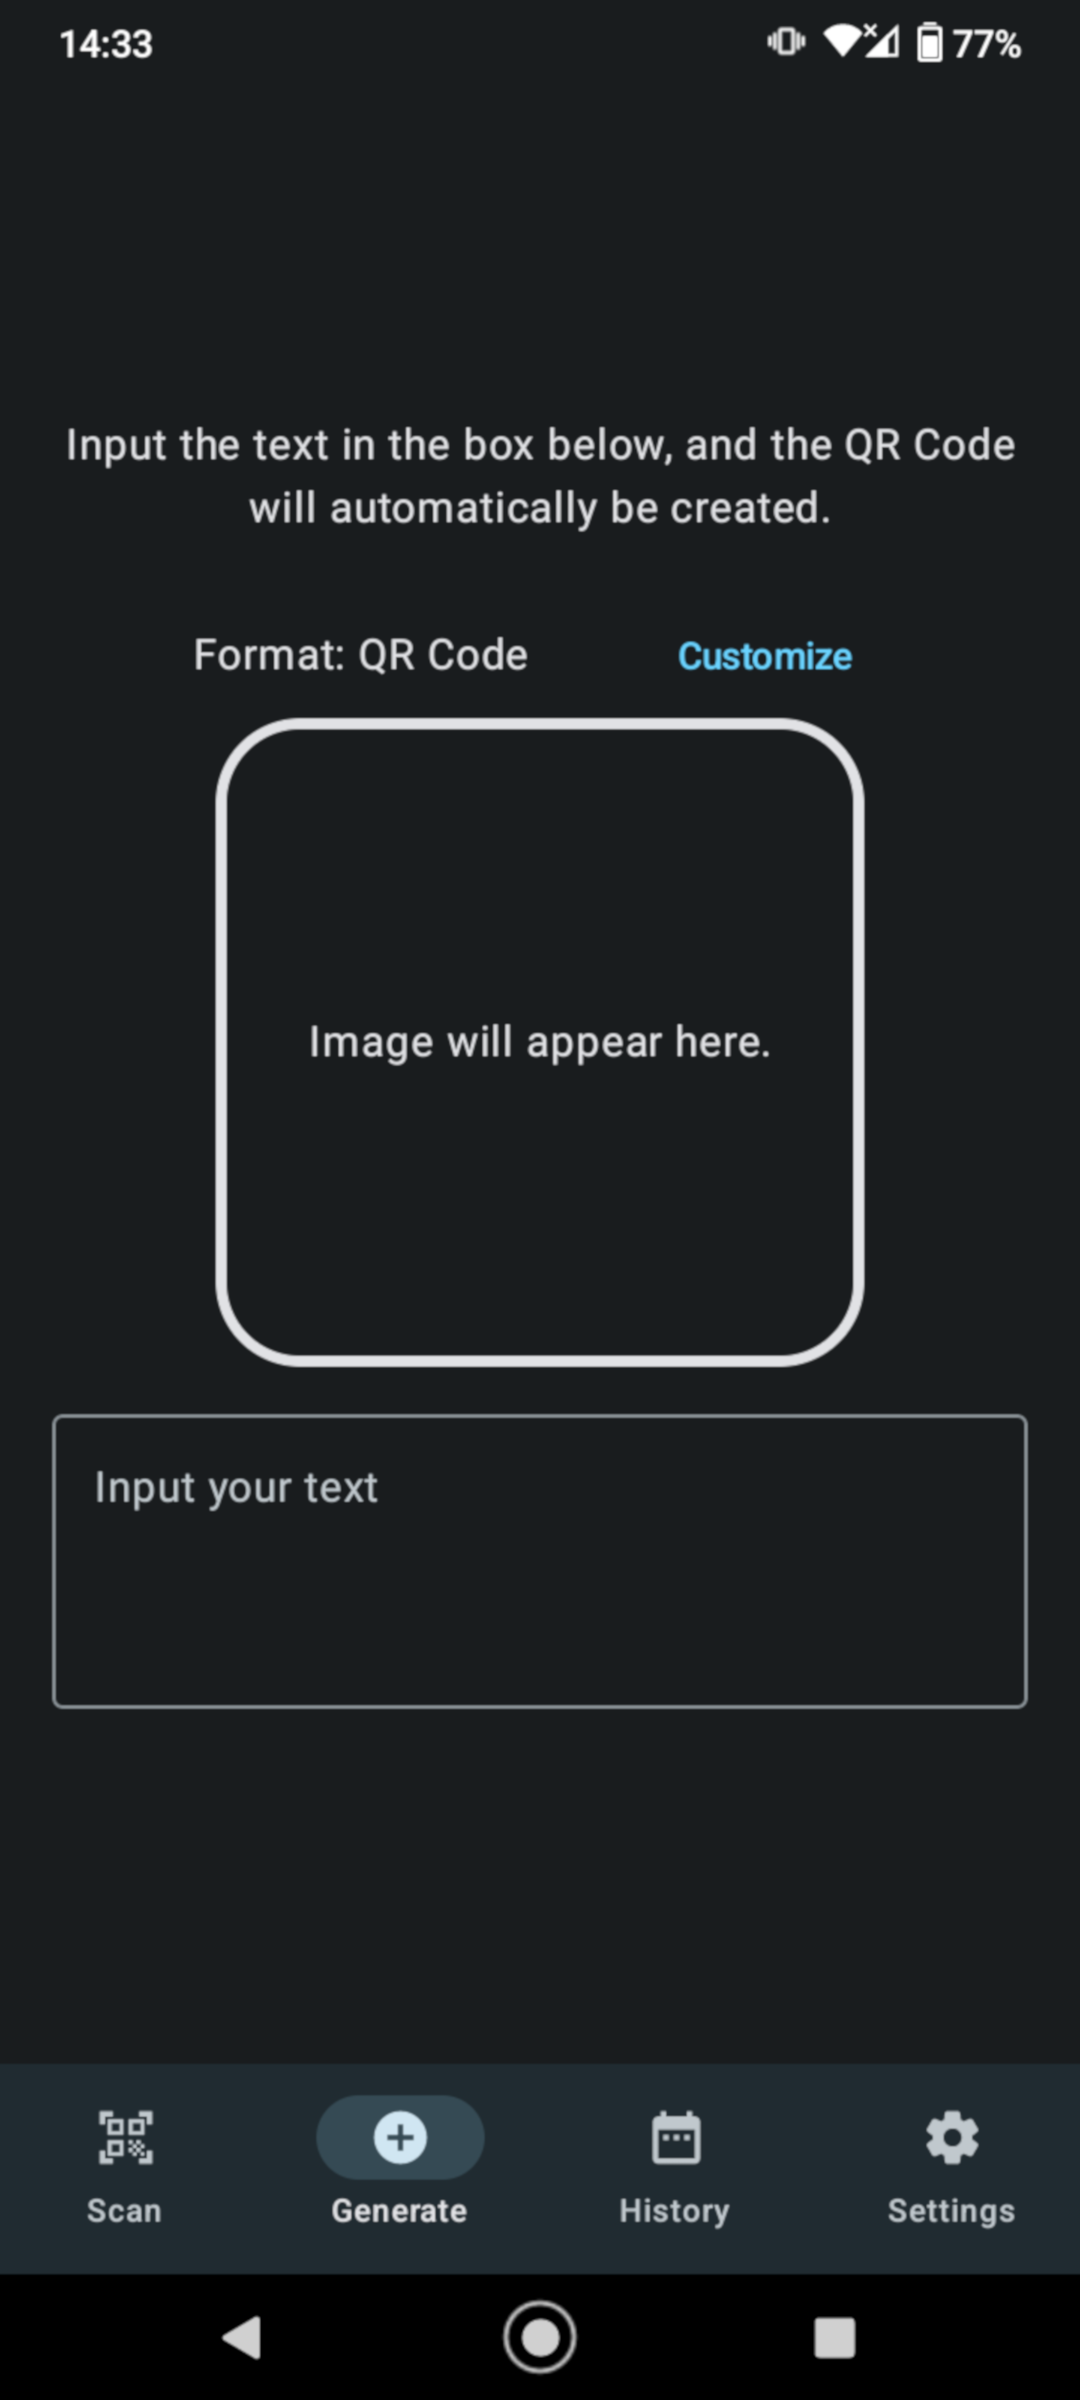 14:33
77%
Input the text in the box below, and the QR Code
will automatically be created.
Format: QR Code
Customize
Image will appear here.
Input your text
Scan
Generate
History
Settings